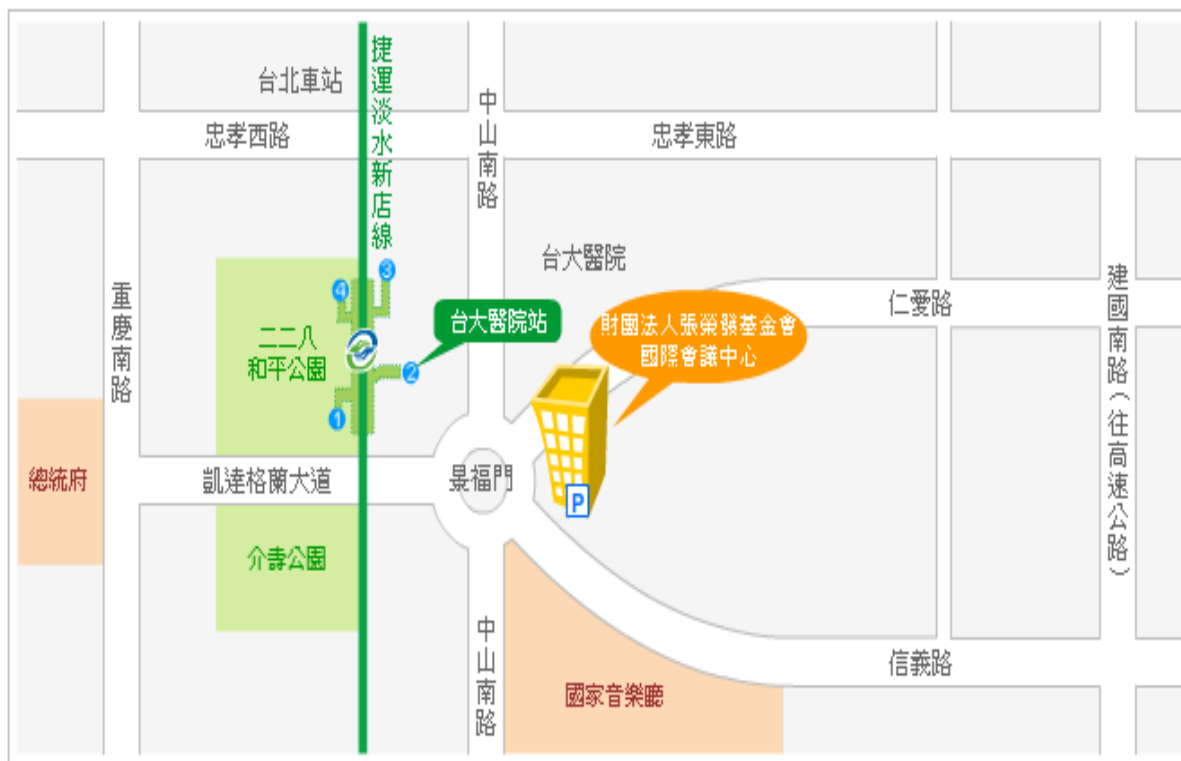 捷運淡水新店線
台北車站
中山南路
忠孝西路
忠孝東路
台大醫院
3
4
重慶南路
建國南路(往高速公路)
仁愛路
台大醫院站
財團法人張榮發基金會
國際會議中心
二二八
和平公園
2
1
總統府
凱達格蘭大道
景福門
P
介壽公園
中山南路
信義路
國家音樂廳